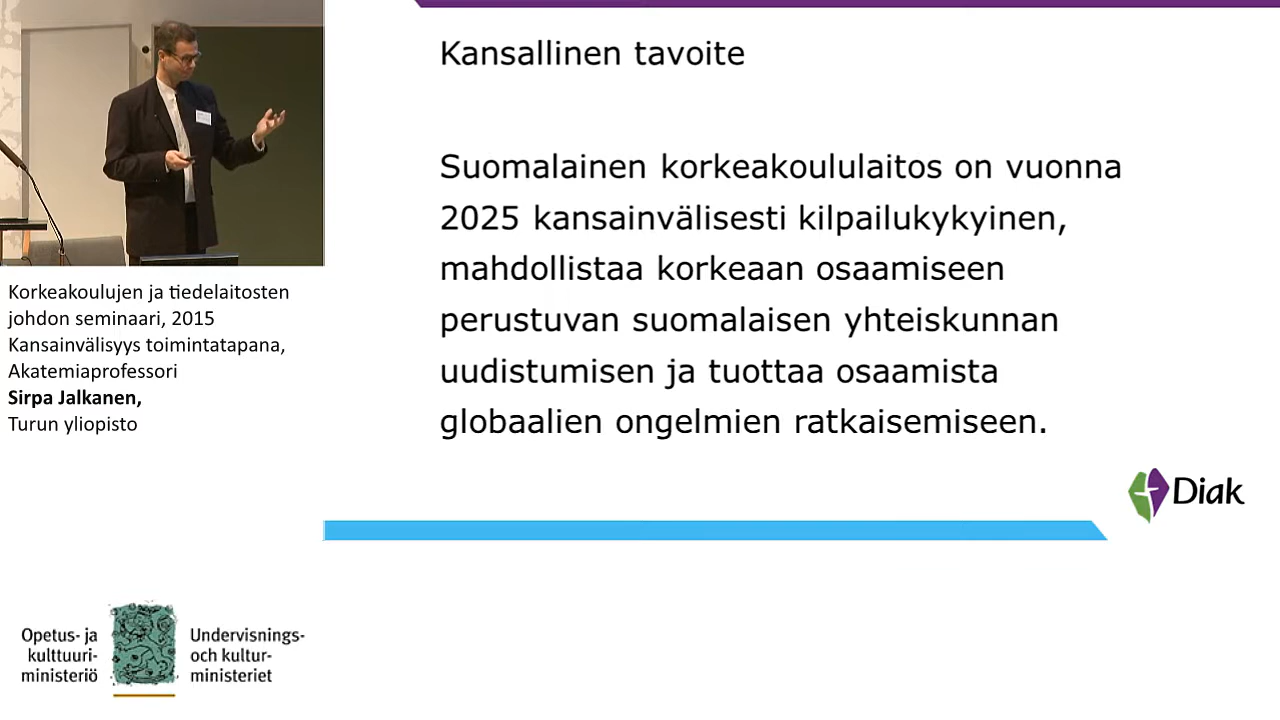 Kansallinen tavoite
Suomalainen korkeakoululaitos on vuonna
2025 kansainvälisesti kilpailukykyinen,
mahdollistaa korkeaan osaamiseen
perustuvan suomalaisen yhteiskunnan
uudistumisen ja tuottaa osaamista
globaalien ongelmien ratkaisemiseen.
Diak
Korkeakoulujen ja tiedelaitosten
johdon seminaari, 2015
Kansainvälisyys toimintatapana,
Akatemiaprofessori
Sirpa Jalkanen,
Turun yliopisto
Opetus- ja
kulttuuri-
ministeriö
Undervisnings-
och kultur-
ministeriet